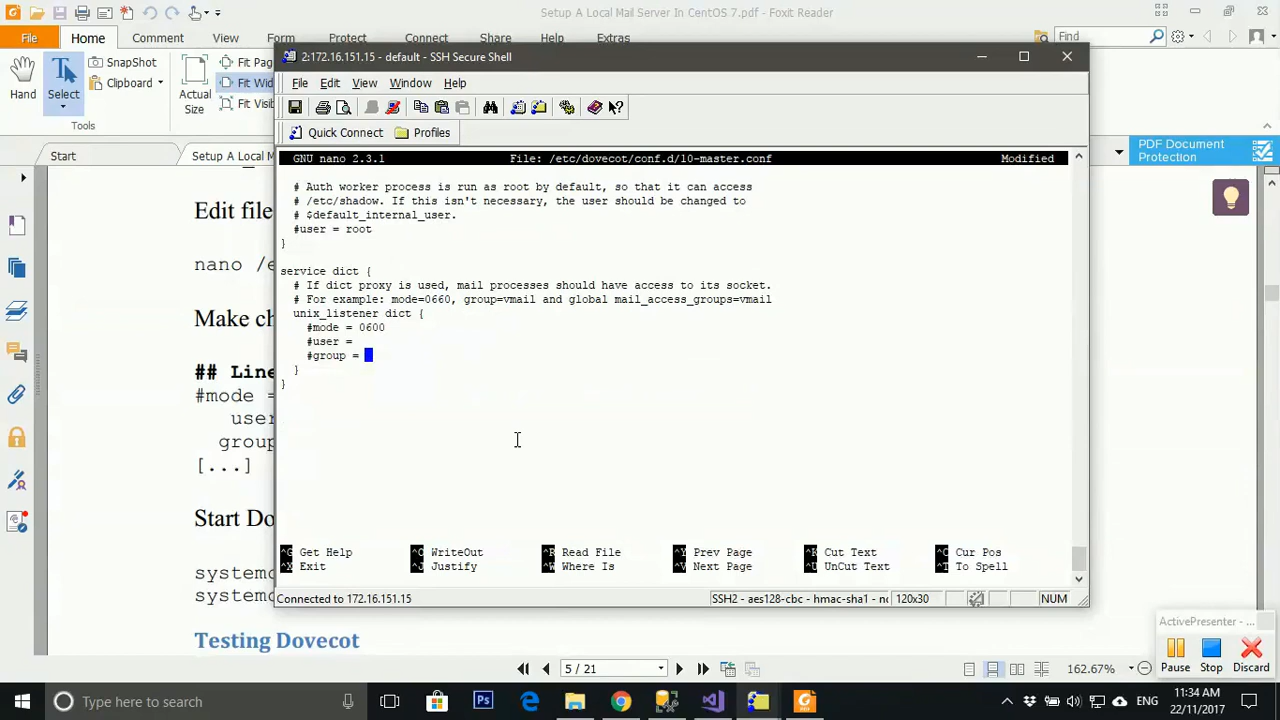 Setup A Local Mail Server In CentOS 7.pdf - Foxit Reader
File
Home
Comment
View
Form
Protect
Connect
Share
Help
Extras
Find
Hand
Select
SnapShot
Clipboard
Tools
Actual
Size
Fit Pag
Fit Wid
Fit Visib
Start
Setup A Local M
PDF Document
Protection
Edit file
nano /e
Make ch
## Line
#mode =
user
group
[...]
Start Do
systemc
systemc
Testing Dovecot
2:172.16.151.15 - default - SSH Secure Shell
File Edit View Window Help
Quick Connect
Profiles
GNU nano 2.3.1 File: /etc/dovecot/conf.d/10-master.conf Modified
# Auth worker process is run as root by default, so that it can access
# /etc/shadow. If this isn't necessary, the user should be changed to
# $default_internal_user.
#user = root
}
service dict {
# If dict proxy is used, mail processes should have access to its socket.
# For example: mode=0660, group=vmail and global mail_access_groups=vmail
unix_listener dict {
#mode = 0600
#user =
#group =
}
}
^G Get Help ^O WriteOut ^R Read File ^Y Prev Page ^K Cut Text ^C Cur Pos
^X Exit ^J Justify ^W Where Is ^V Next Page ^U UnCut Text ^T To Spell
Connected to 172.16.151.15
SSH2 - aes128-cbc - hmac-sha1 - nc
120x30
NUM
ActivePresenter - ...
Pause
Stop
Discard
5 / 21
162.67%
Type here to search
Ps
ENG
11:34 AM
22/11/2017